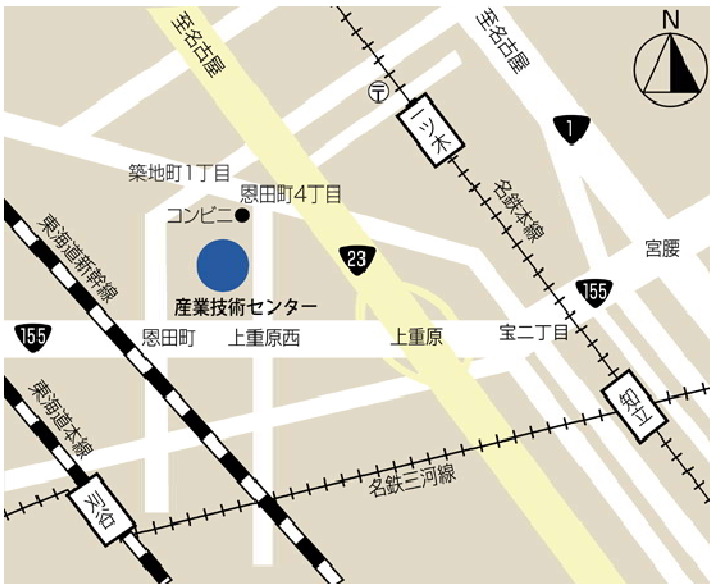 至名古屋
至名古屋
N
〒
一ツ木
1
築地町1丁目
恩田町4丁目
コンビニ
名鉄本線
東海道新幹線
23
宮腰
155
産業技術センター
155
恩田町
上重原西
上重原
宝二丁目
東海道本線
知立
名鉄三河線
刈谷